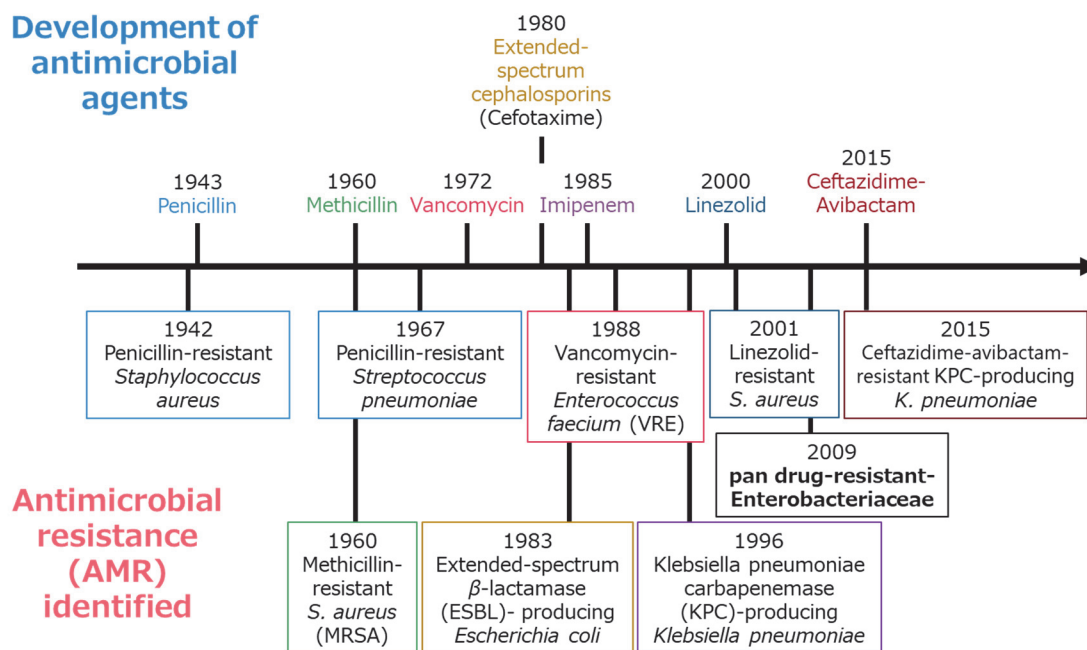 Development of
antimicrobial
agents
1980
Extended-
spectrum
cephalosporins
(Cefotaxime)
1943
Penicillin
1960
Methicillin
1972
Vancomycin
1985
Imipenem
2000
Linezolid
2015
Ceftazidime-
Avibactam
1942
Penicillin-resistant
Staphylococcus
aureus
1967
Penicillin-resistant
Streptococcus
pneumoniae
1988
Vancomycin-
resistant
Enterococcus
faecium (VRE)
2001
Linezolid-
resistant
S. aureus
2015
Ceftazidime-avibactam-
resistant KPC-producing
K. pneumoniae
2009
pan drug-resistant-
Enterobacteriaceae
Antimicrobial
resistance
(AMR)
identified
1960
Methicillin-
resistant
S. aureus
(MRSA)
1983
Extended-spectrum
β-lactamase
(ESBL)- producing
Escherichia coli
1996
Klebsiella pneumoniae
carbapenemase
(KPC)-producing
Klebsiella pneumoniae